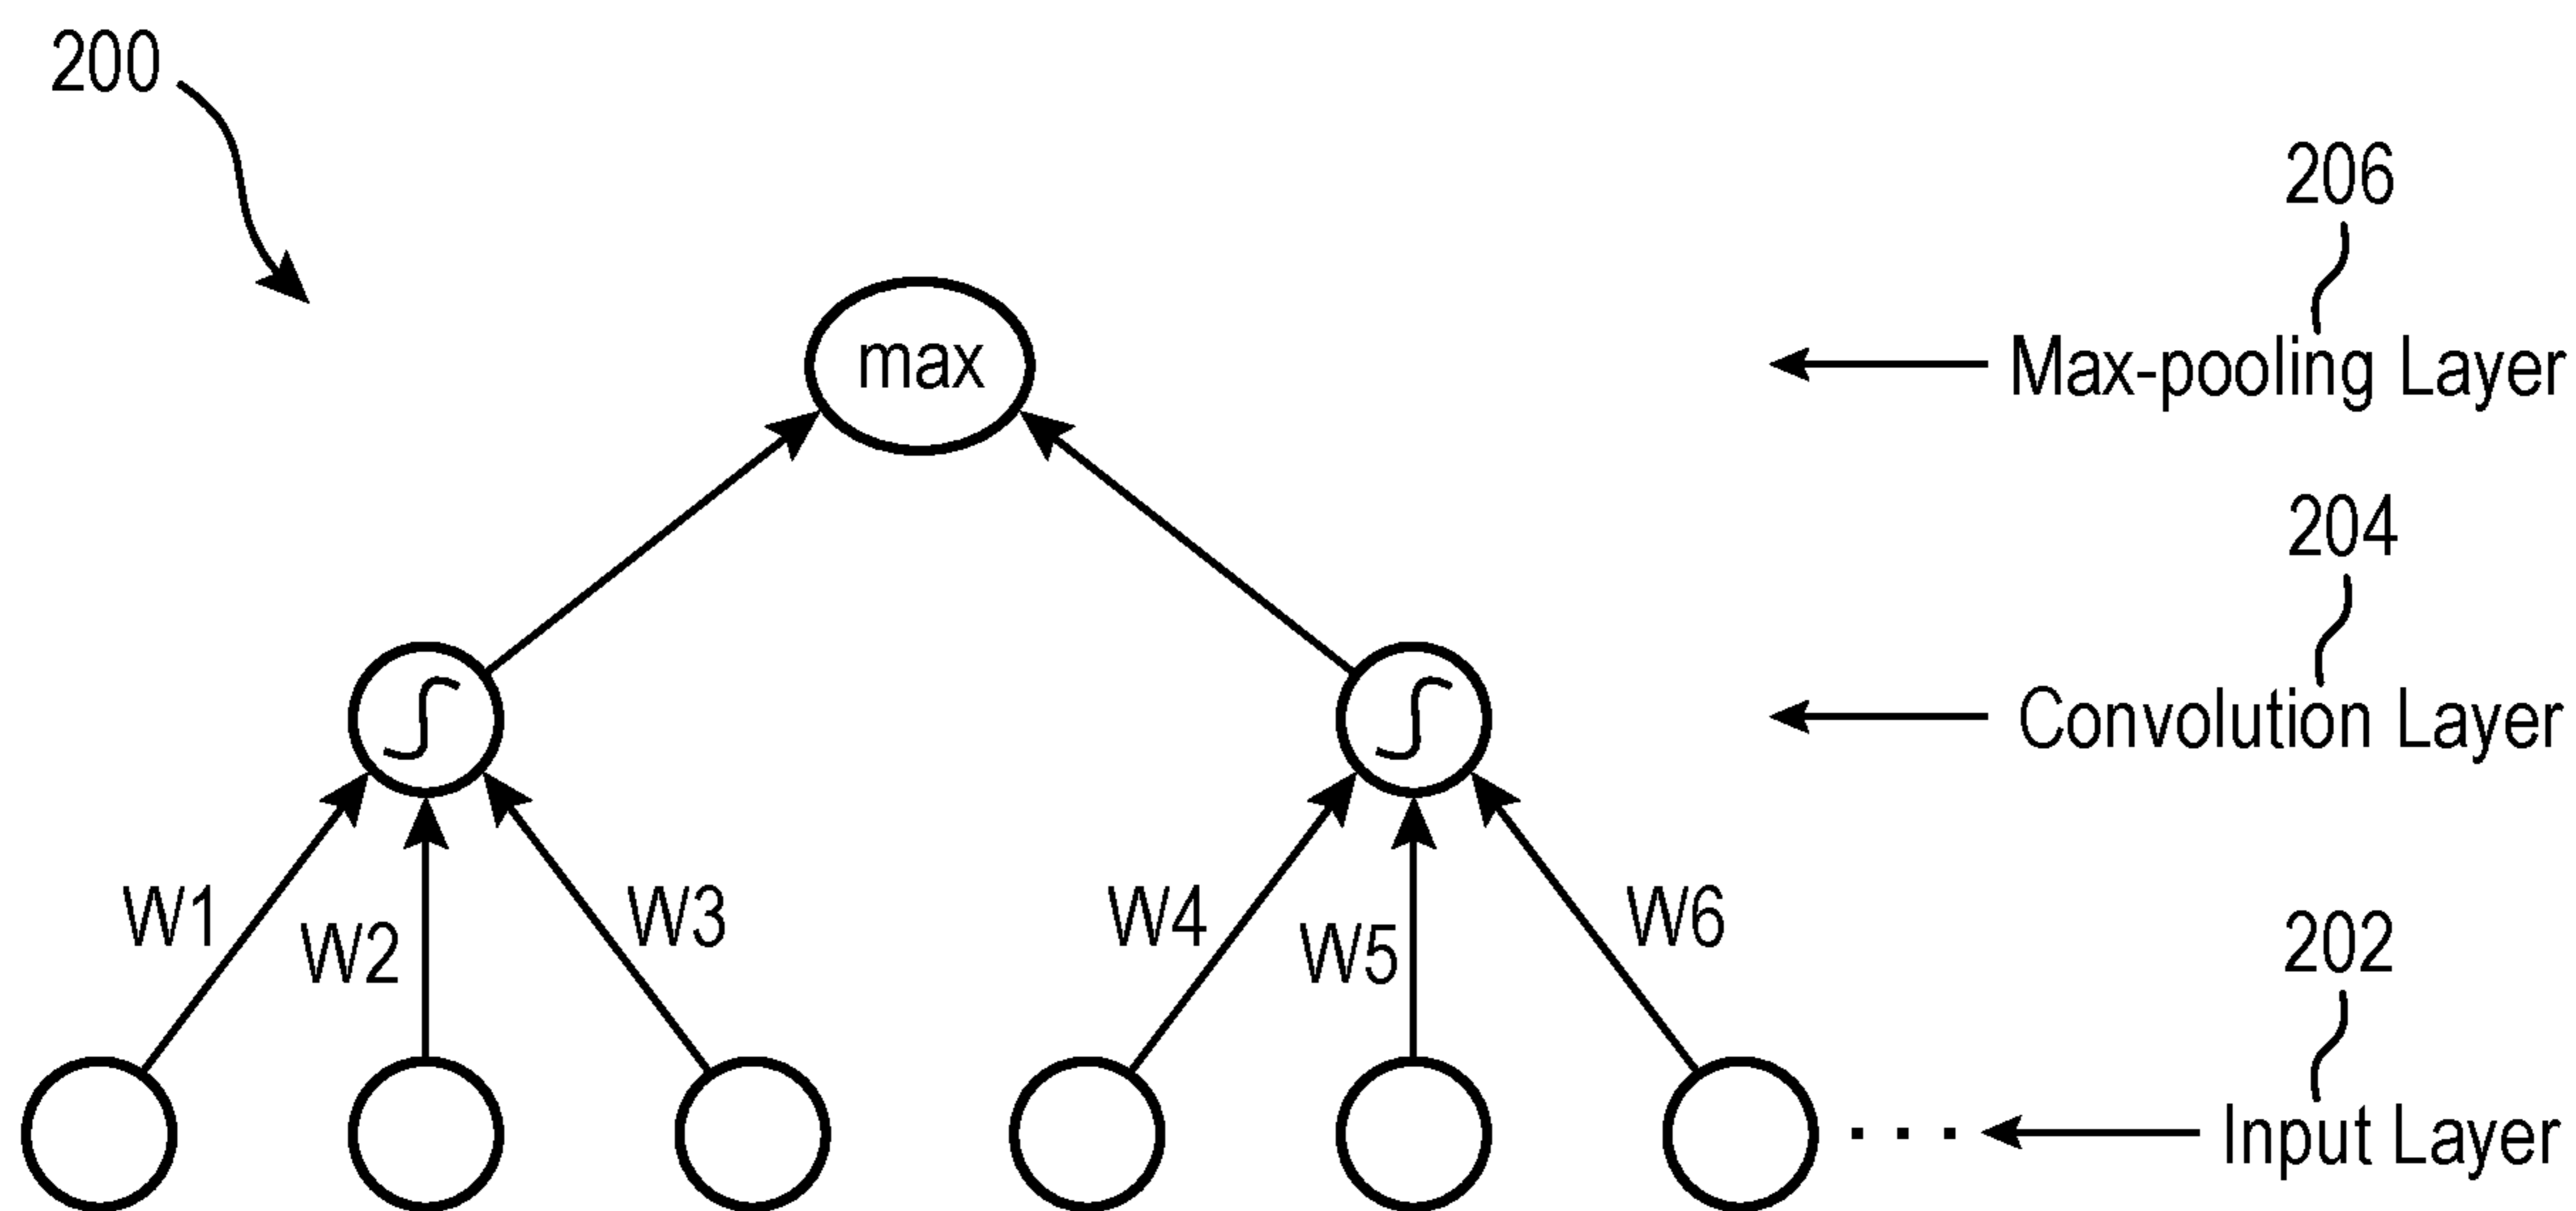 200
206
max
Max-pooling Layer
204
∫
∫
Convolution Layer
W1
W2
W3
W4
W5
W6
202
· · ·
Input Layer